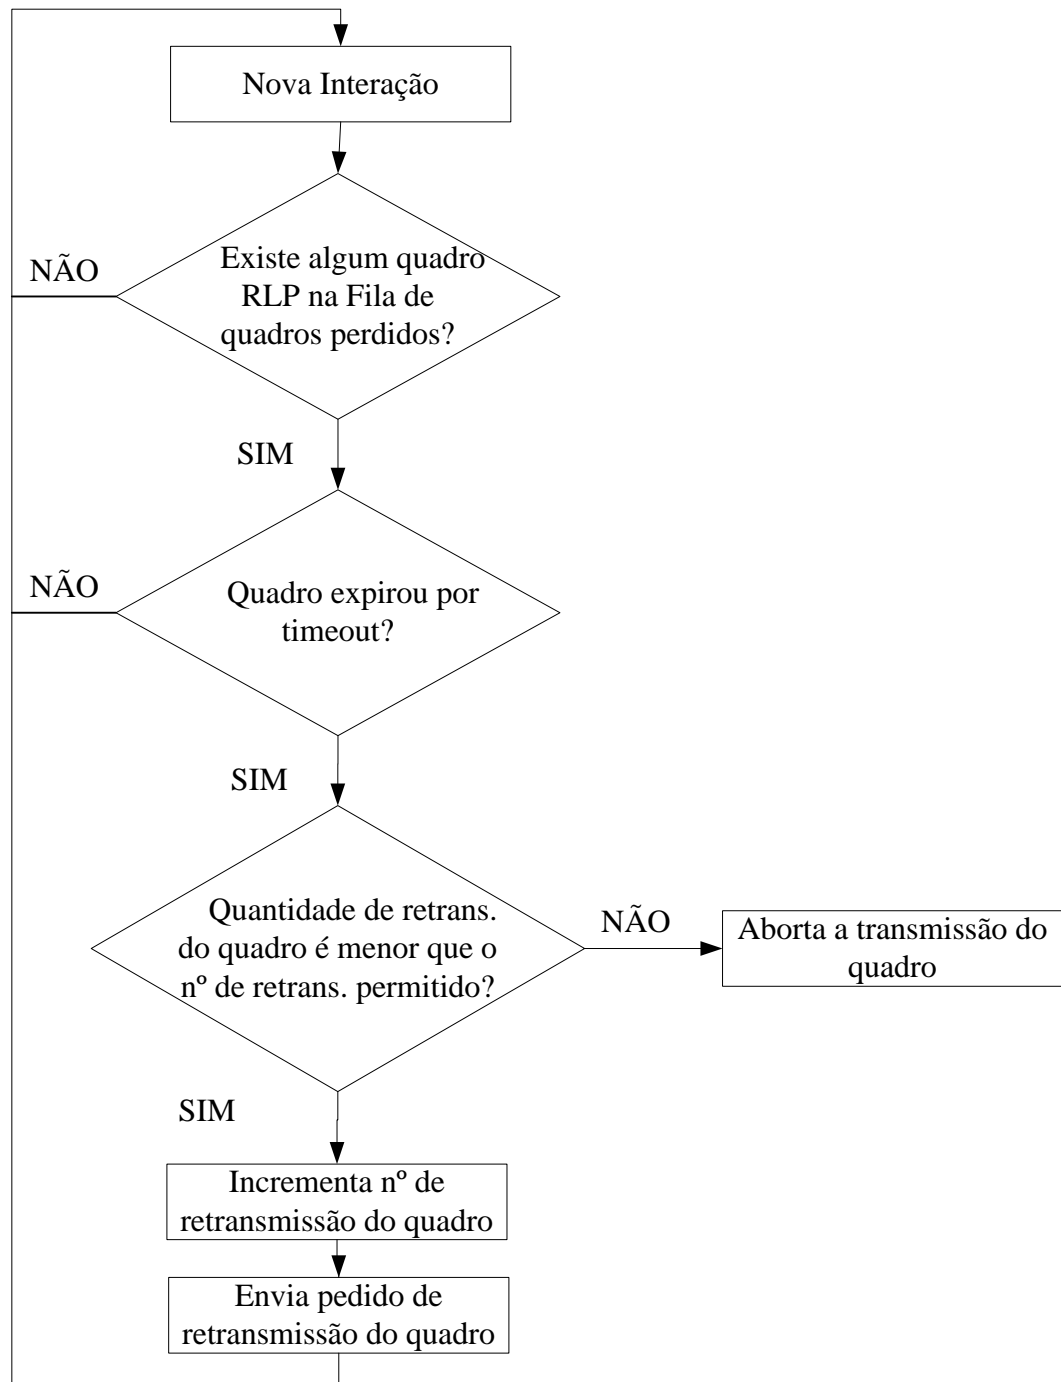 Nova Interação
NÃO
Existe algum quadro
RLP na Fila de
quadros perdidos?
SIM
NÃO
Quadro expirou por
timeout?
SIM
Quantidade de retrans.
do quadro é menor que o
nº de retrans. permitido?
NÃO
Aborta a transmissão do
quadro
SIM
Incrementa nº de
retransmissão do quadro
Envia pedido de
retransmissão do quadro